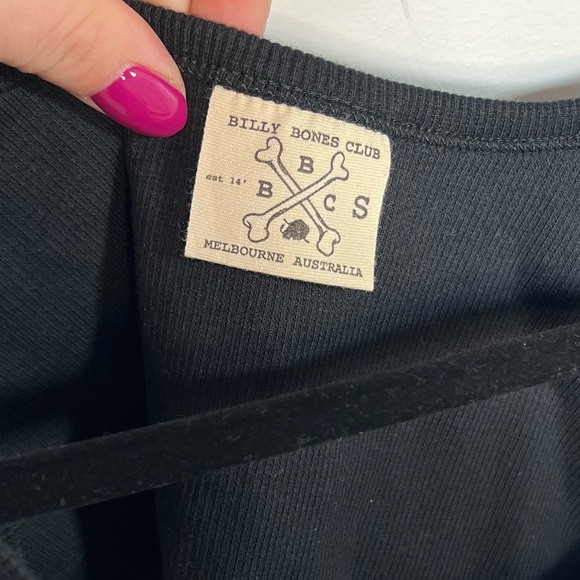 BILLY BONES CLUB
B
est 14' B C S
MELBOURNE AUSTRALIA